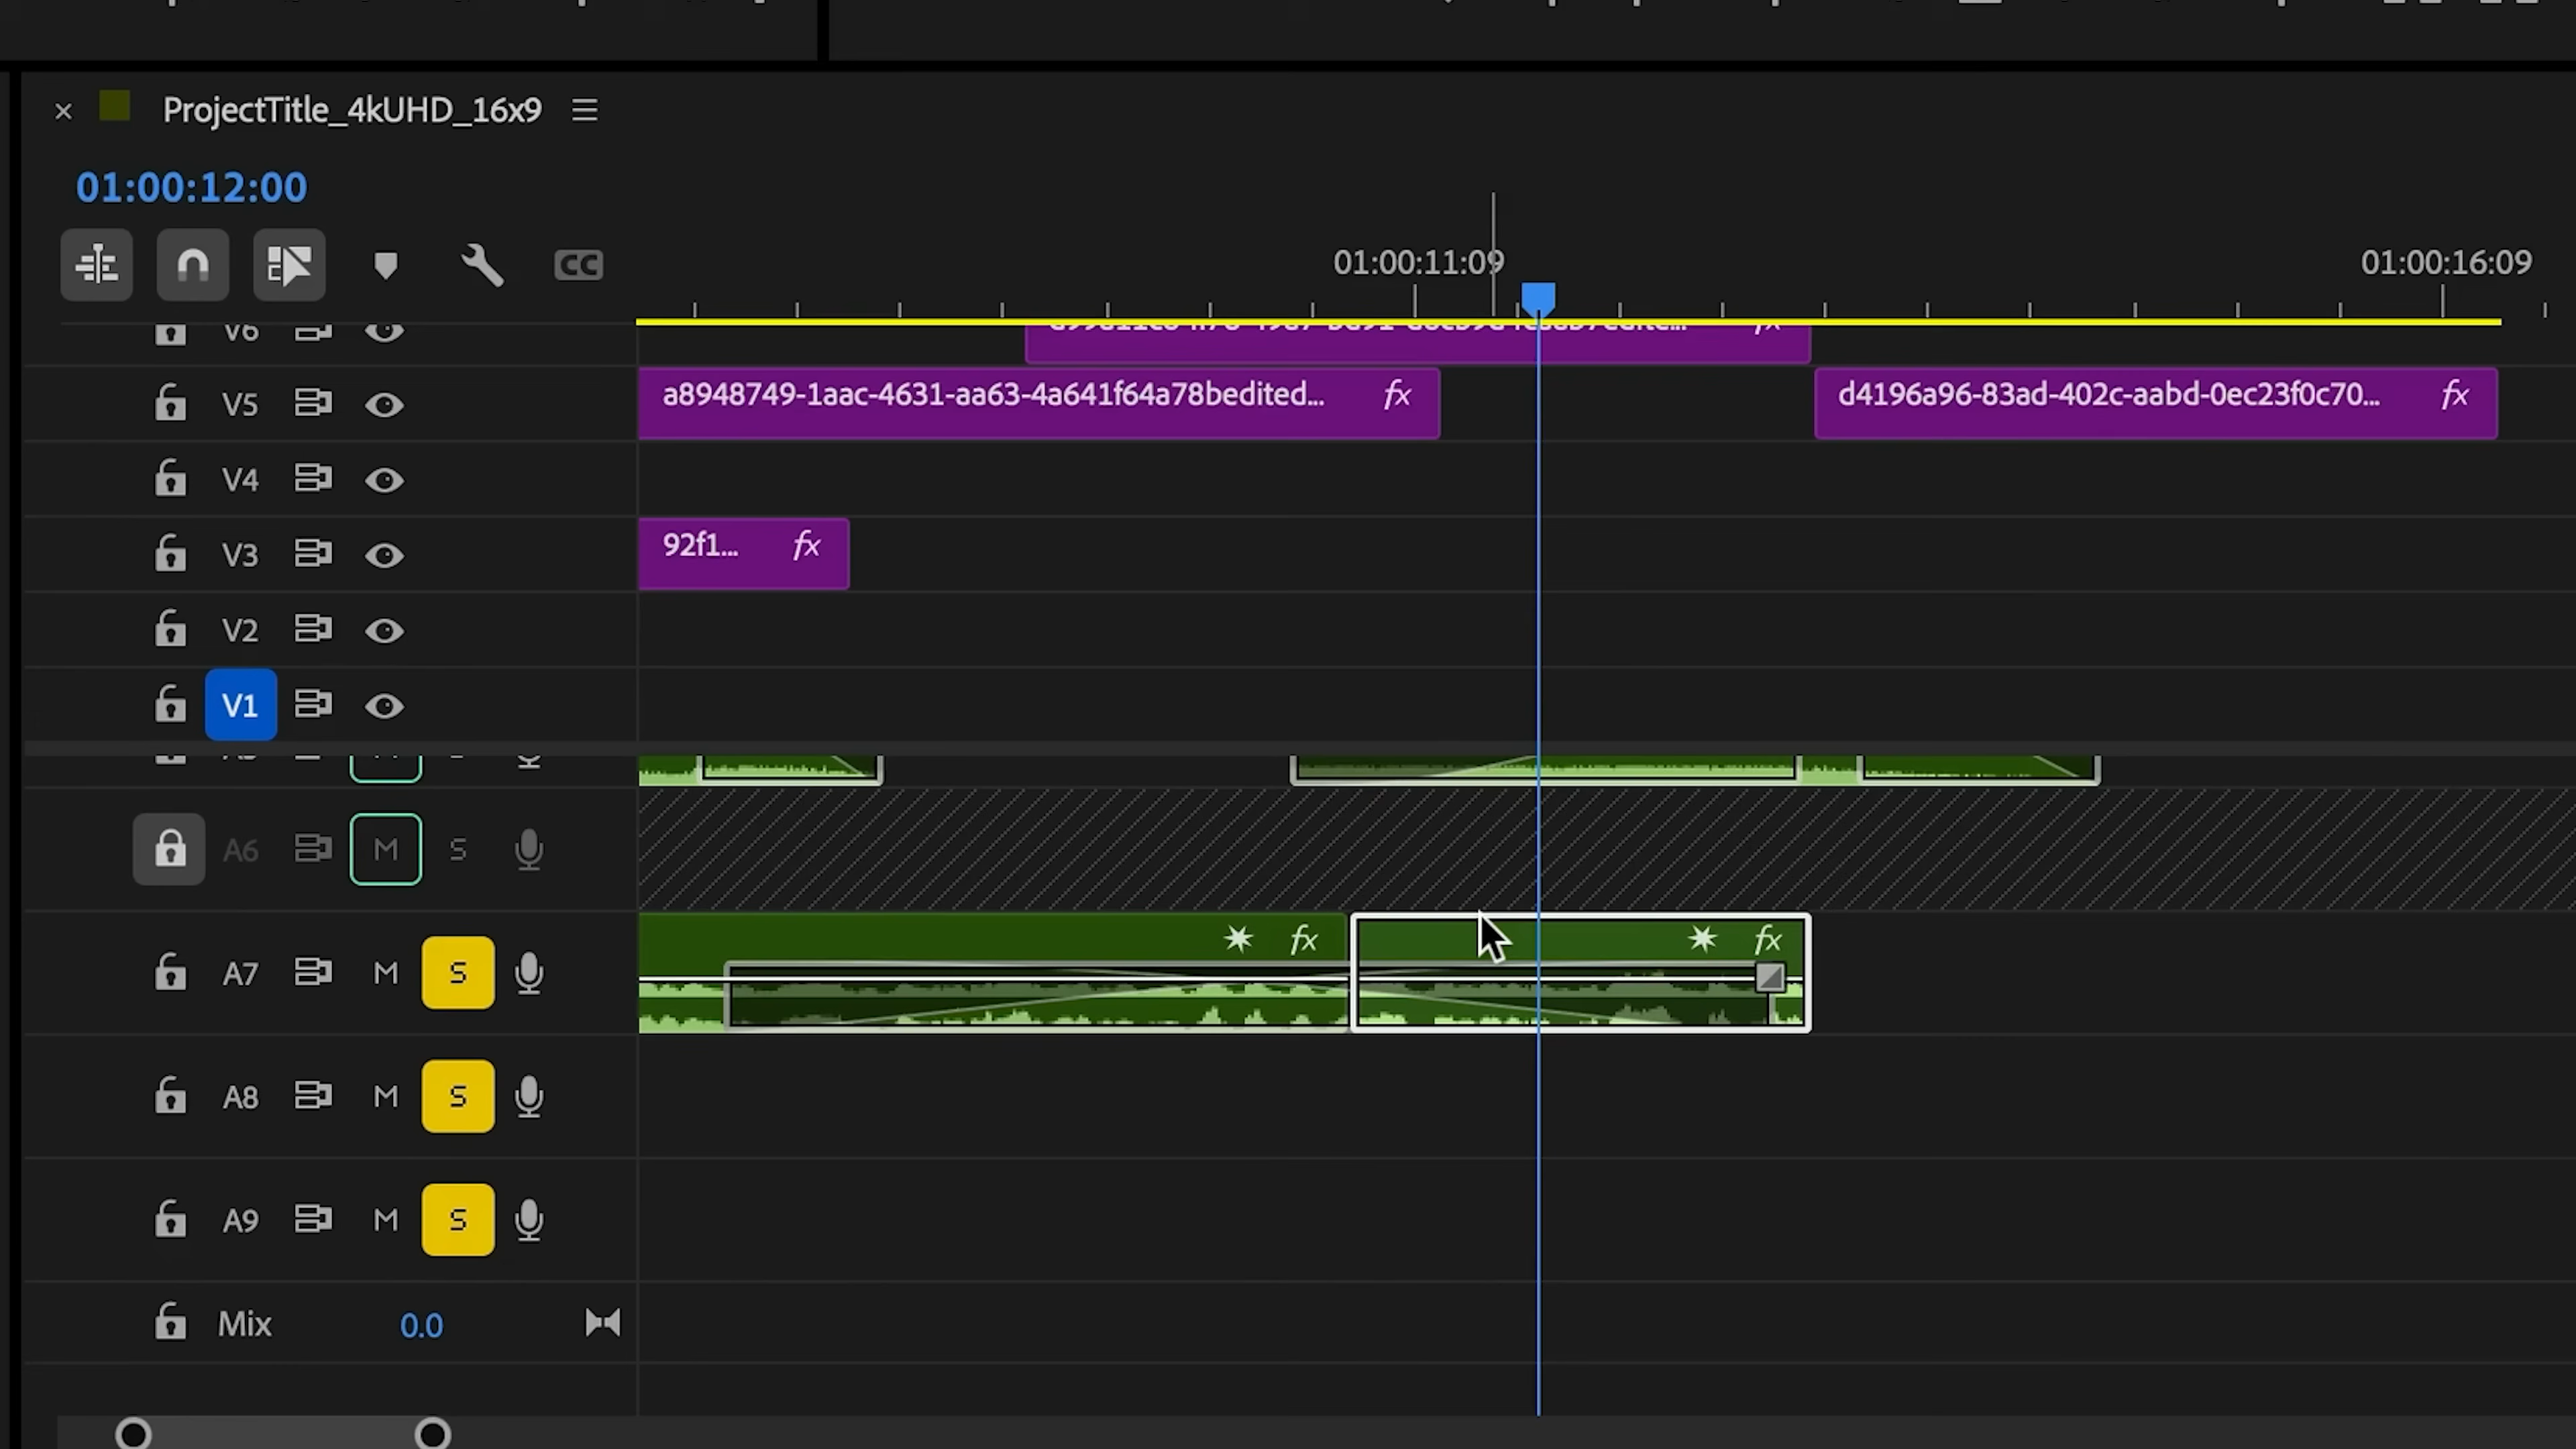 ProjectTitle_4kUHD_16x9
01:00:12:00
01:00:11:09
01:00:16:09
CC
V6
V5
a8948749-1aac-4631-aa63-4a641f64a78bedited... fx
d4196a96-83ad-402c-aabd-0ec23f0c70... fx
V4
V3
92f1... fx
V2
V1
A6 M S
A7 M S
fx
fx
A8 M S
A9 M S
Mix 0.0